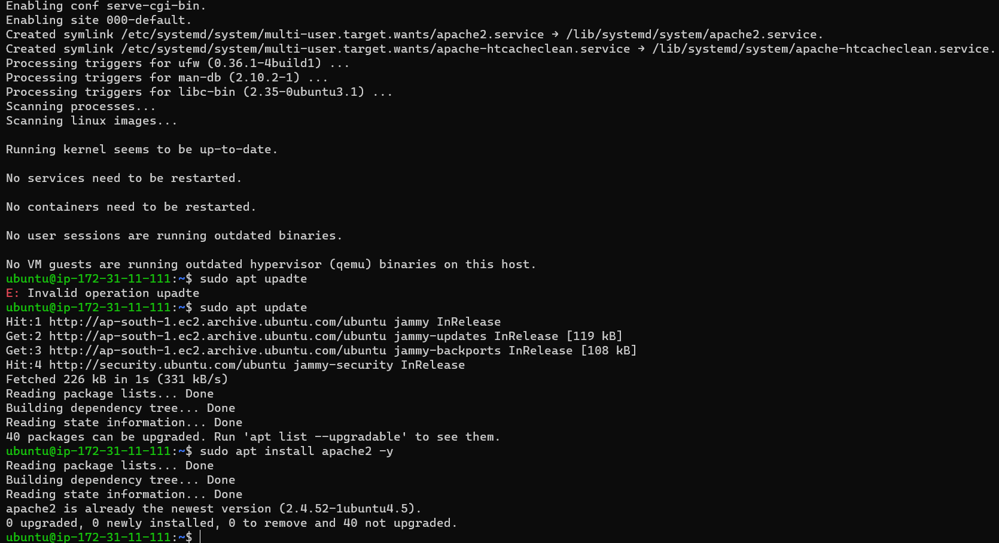 Enabling conf serve-cgi-bin.
Enabling site 000-default.
Created symlink /etc/systemd/system/multi-user.target.wants/apache2.service → /lib/systemd/system/apache2.service.
Created symlink /etc/systemd/system/multi-user.target.wants/apache-htcacheclean.service → /lib/systemd/system/apache-htcacheclean.service.
Processing triggers for ufw (0.36.1-4build1) ...
Processing triggers for man-db (2.10.2-1) ...
Processing triggers for libc-bin (2.35-0ubuntu3.1) ...
Scanning processes...
Scanning linux images...
Running kernel seems to be up-to-date.
No services need to be restarted.
No containers need to be restarted.
No user sessions are running outdated binaries.
No VM guests are running outdated hypervisor (qemu) binaries on this host.
ubuntu@ip-172-31-11-111:~$ sudo apt upadte
E: Invalid operation upadte
ubuntu@ip-172-31-11-111:~$ sudo apt update
Hit:1 http://ap-south-1.ec2.archive.ubuntu.com/ubuntu jammy InRelease
Get:2 http://ap-south-1.ec2.archive.ubuntu.com/ubuntu jammy-updates InRelease [119 kB]
Get:3 http://ap-south-1.ec2.archive.ubuntu.com/ubuntu jammy-backports InRelease [108 kB]
Hit:4 http://security.ubuntu.com/ubuntu jammy-security InRelease
Fetched 226 kB in 1s (331 kB/s)
Reading package lists... Done
Building dependency tree... Done
Reading state information... Done
40 packages can be upgraded. Run 'apt list --upgradable' to see them.
ubuntu@ip-172-31-11-111:~$ sudo apt install apache2 -y
Reading package lists... Done
Building dependency tree... Done
Reading state information... Done
apache2 is already the newest version (2.4.52-1ubuntu4.5).
0 upgraded, 0 newly installed, 0 to remove and 40 not upgraded.
ubuntu@ip-172-31-11-111:~$